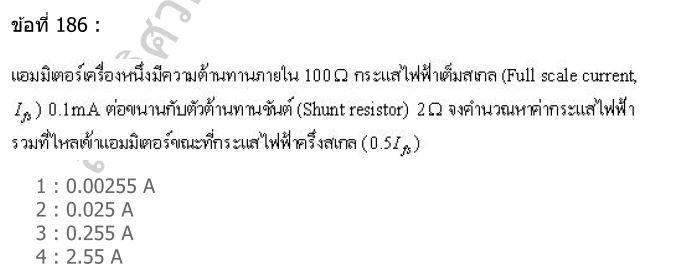 ข้อที่ 186 :
แอมมิเตอร์เครื่องหนึ่งมีความต้านทานภายใน 100Ω กระแสไฟฟ้าเต็มสเกล (Full scale current,
I_fs) 0.1mA ต่อขนานกับตัวต้านทานชันต์ (Shunt resistor) 2Ω จงคำนวณหาค่ากระแสไฟฟ้า
รวมที่ไหลเข้าแอมมิเตอร์ขณะที่กระแสไฟฟ้าครึ่งสเกล (0.5I_fs)
1 : 0.00255 A
2 : 0.025 A
3 : 0.255 A
4 : 2.55 A